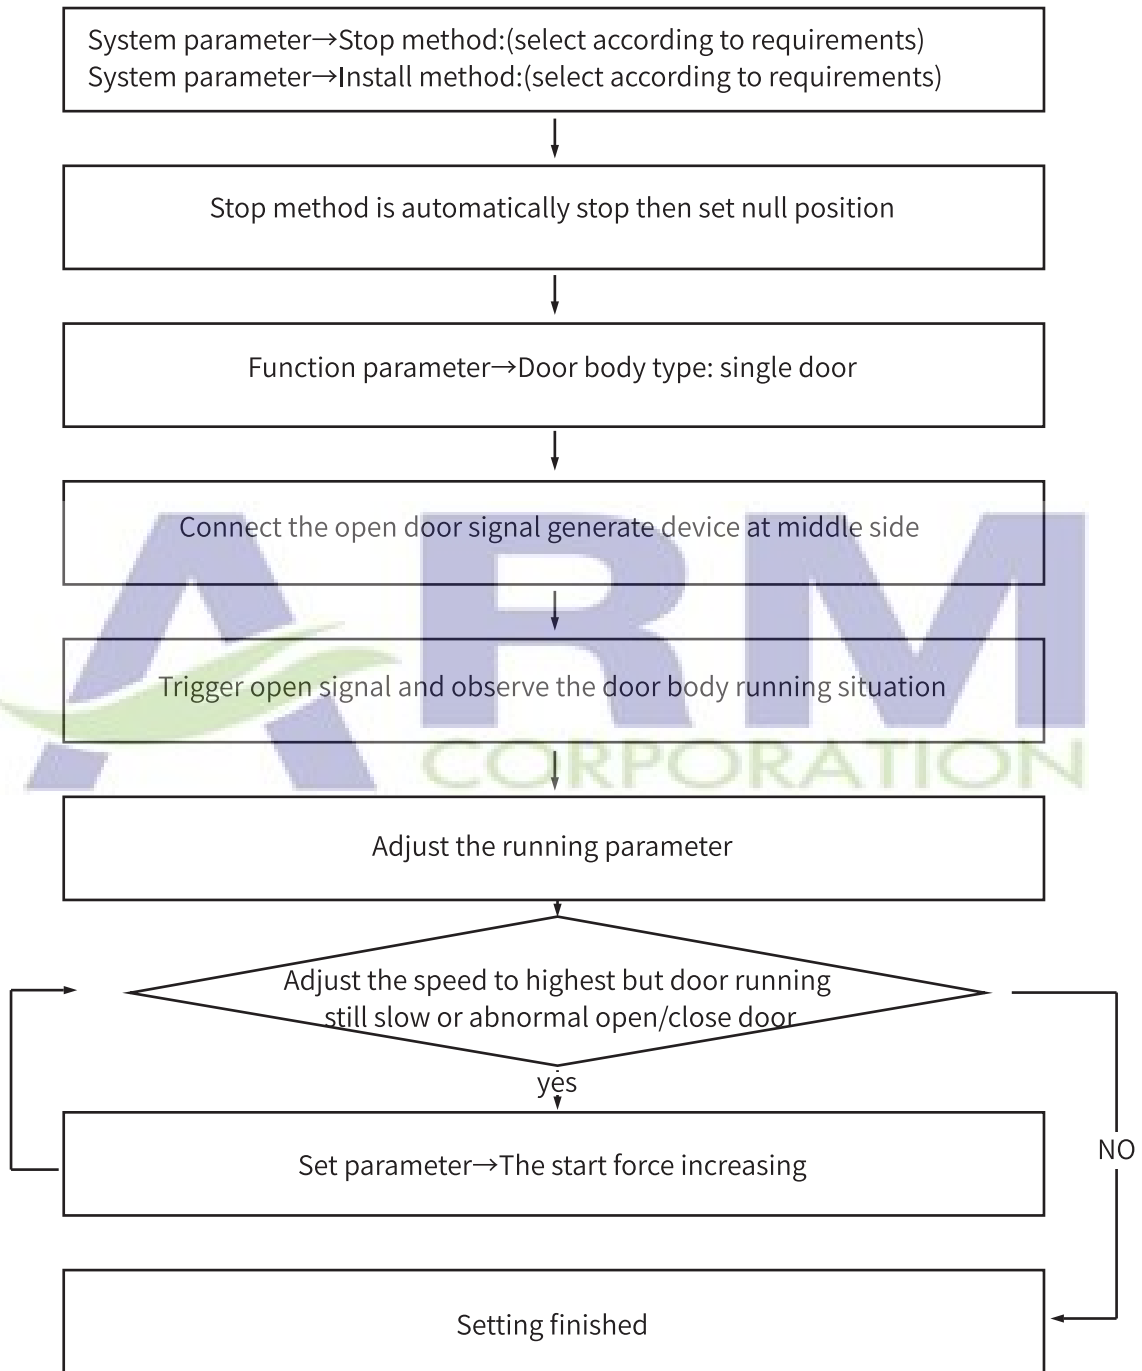 System parameter→Stop method:(select according to requirements)
System parameter→Install method:(select according to requirements)
Stop method is automatically stop then set null position
Function parameter→Door body type: single door
Connect the open door signal generate device at middle side
Trigger open signal and observe the door body running situation
ARM
CORPORATION
Adjust the running parameter
Adjust the speed to highest but door running
still slow or abnormal open/close door
yes
NO
Set parameter→The start force increasing
Setting finished